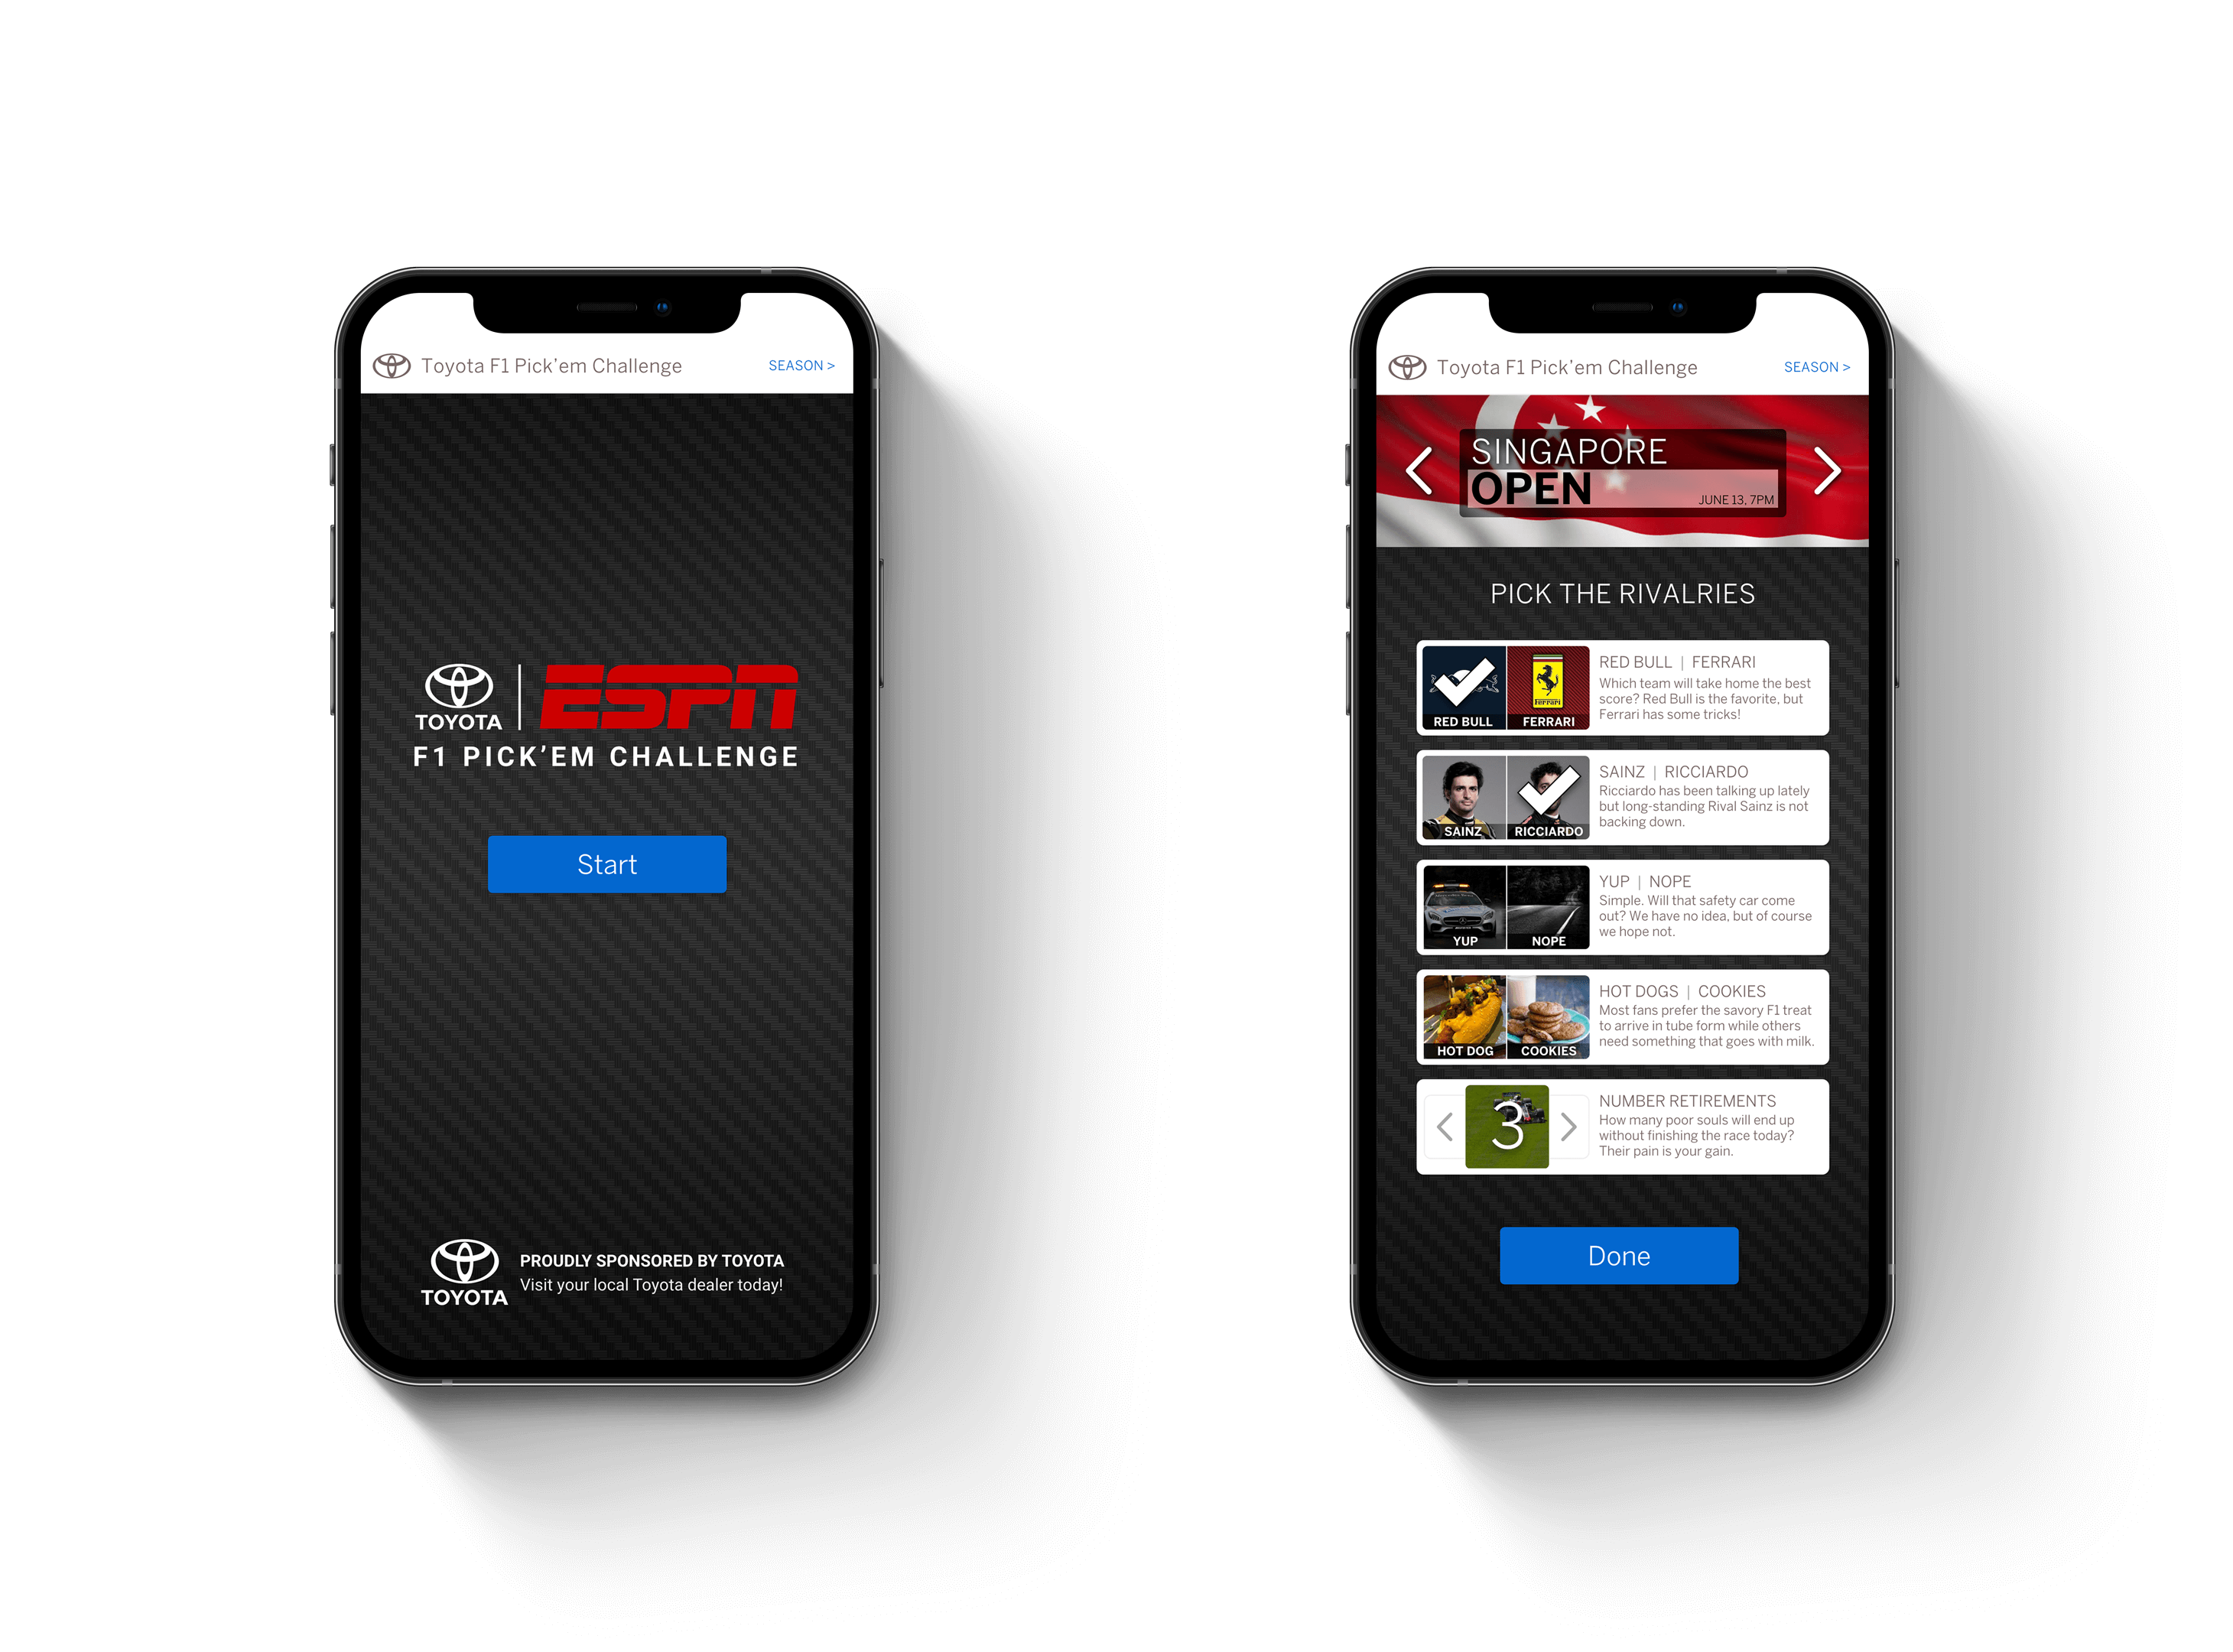 Toyota F1 Pick’em Challenge
SEASON >
TOYOTA
ESPN
F1 PICK’EM CHALLENGE
Start
TOYOTA
PROUDLY SPONSORED BY TOYOTA
Visit your local Toyota dealer today!
Toyota F1 Pick’em Challenge
SEASON >
SINGAPORE
OPEN
JUNE 13, 7PM
PICK THE RIVALRIES
RED BULL
FERRARI
Ferrari
RED BULL | FERRARI
Which team will take home the best
score? Red Bull is the favorite, but
Ferrari has some tricks!
SAINZ
RICCIARDO
SAINZ | RICCIARDO
Ricciardo has been talking up lately
but long-standing Rival Sainz is not
backing down.
YUP
NOPE
YUP | NOPE
Simple. Will that safety car come
out? We have no idea, but of course
we hope not.
HOT DOG
COOKIES
HOT DOGS | COOKIES
Most fans prefer the savory F1 treat
to arrive in tube form while others
need something that goes with milk.
3
NUMBER RETIREMENTS
How many poor souls will end up
without finishing the race today?
Their pain is your gain.
Done